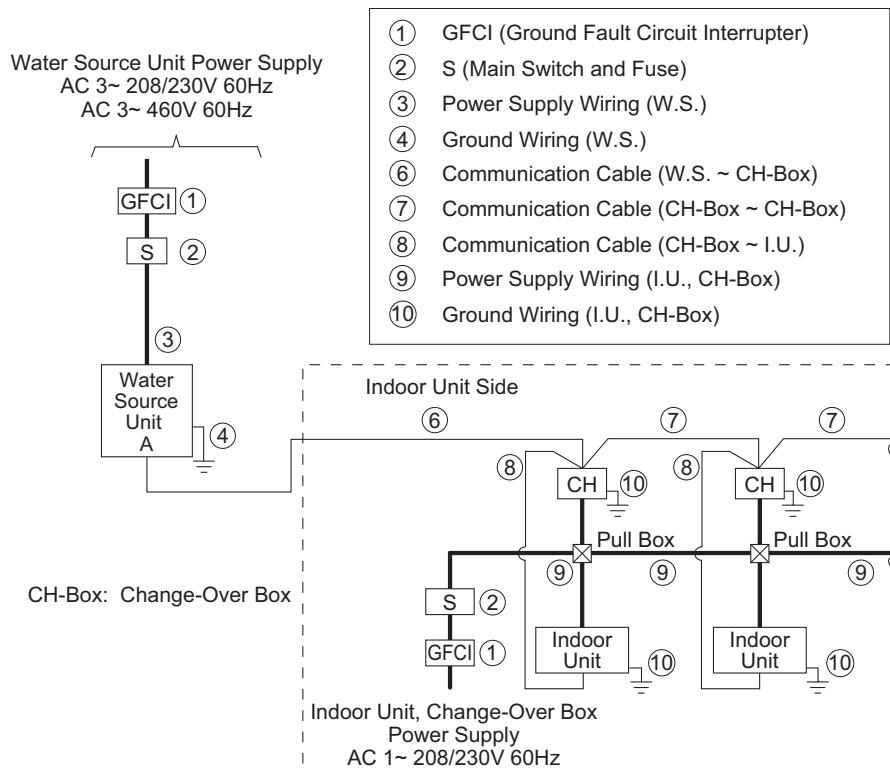 Water Source Unit Power Supply
AC 3~ 208/230V 60Hz
AC 3~ 460V 60Hz
① GFCI (Ground Fault Circuit Interrupter)
② S (Main Switch and Fuse)
③ Power Supply Wiring (W.S.)
④ Ground Wiring (W.S.)
⑥ Communication Cable (W.S. ~ CH-Box)
⑦ Communication Cable (CH-Box ~ CH-Box)
⑧ Communication Cable (CH-Box ~ I.U.)
⑨ Power Supply Wiring (I.U., CH-Box)
⑩ Ground Wiring (I.U., CH-Box)
GFCI ①
S ②
③
Water
Source
Unit
A
④
Indoor Unit Side
⑥ ⑦ ⑦
⑧ ⑧
CH ⑩ CH ⑩
Pull Box Pull Box
⑨ ⑨ ⑨
CH-Box: Change-Over Box
S ②
GFCI ①
Indoor
Unit
⑩
Indoor
Unit
⑩
Indoor Unit, Change-Over Box
Power Supply
AC 1~ 208/230V 60Hz